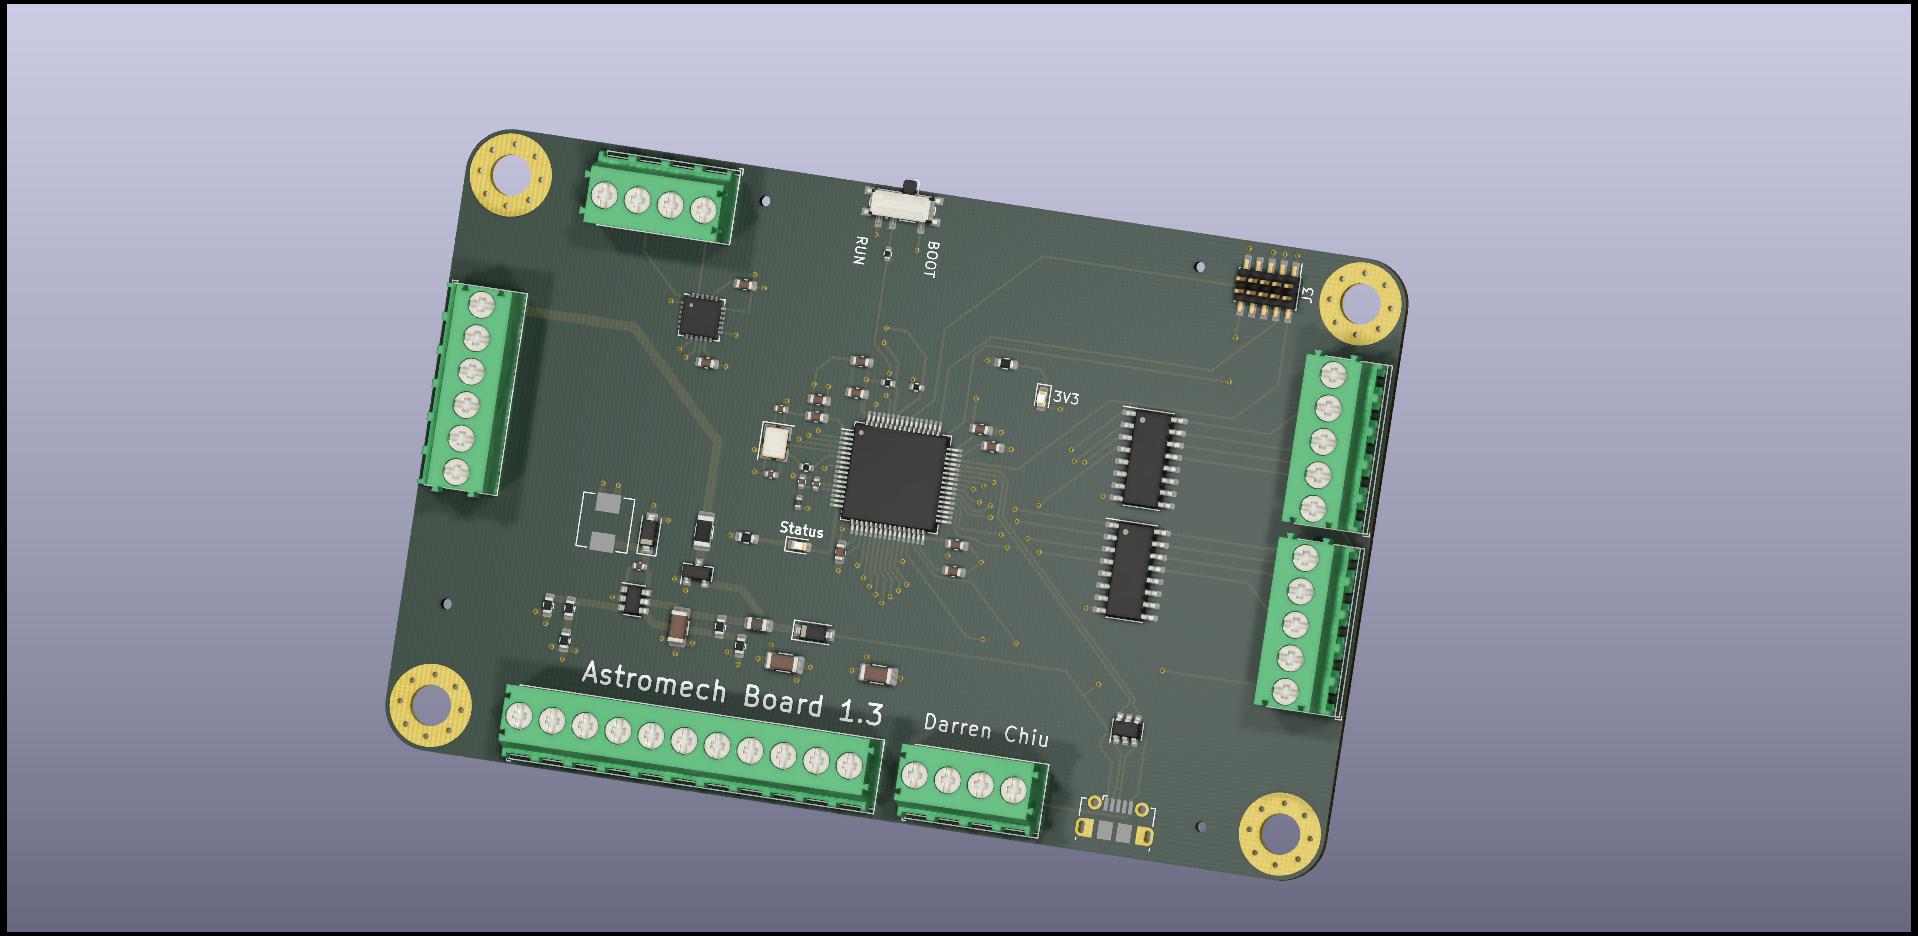 RUN
BOOT
J3
3V3
Status
Astromech Board 1.3
Darren Chiu